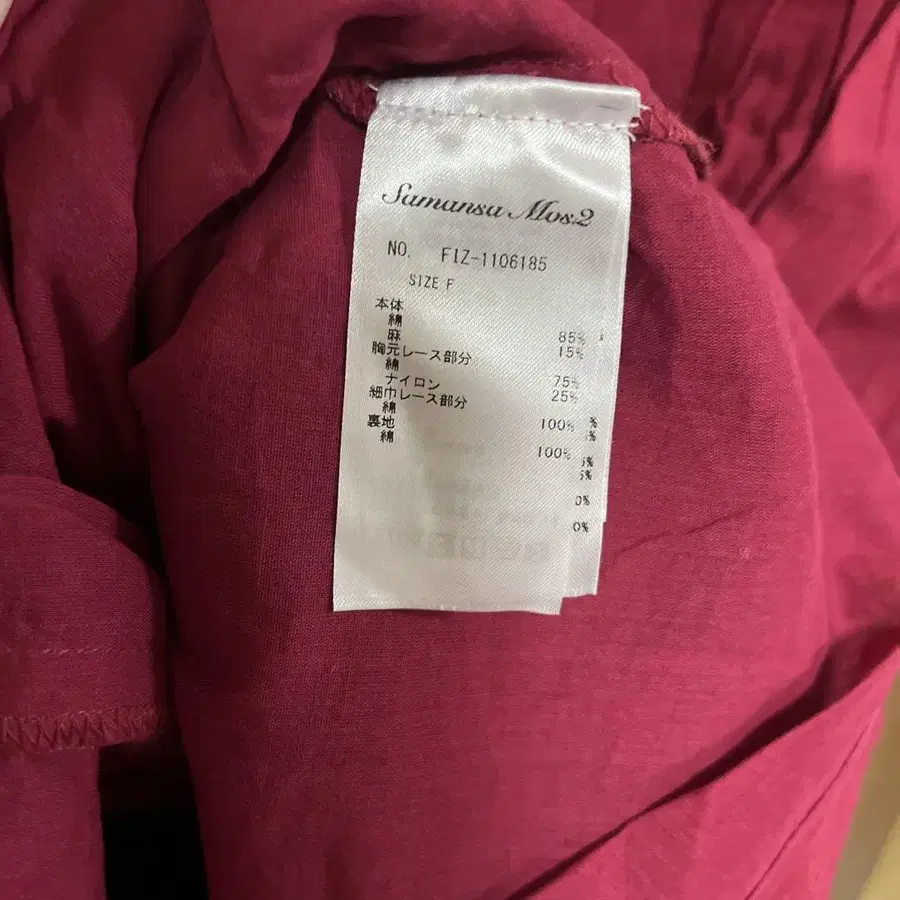 Samansa Mos2
NO. FIZ-1106185
SIZE F
本体
綿 85%
麻 15%
胸元レース部分
綿 75%
ナイロン 25%
細巾レース部分
綿 100%
裏地
綿 100%
%
%
%
%
0%
0%